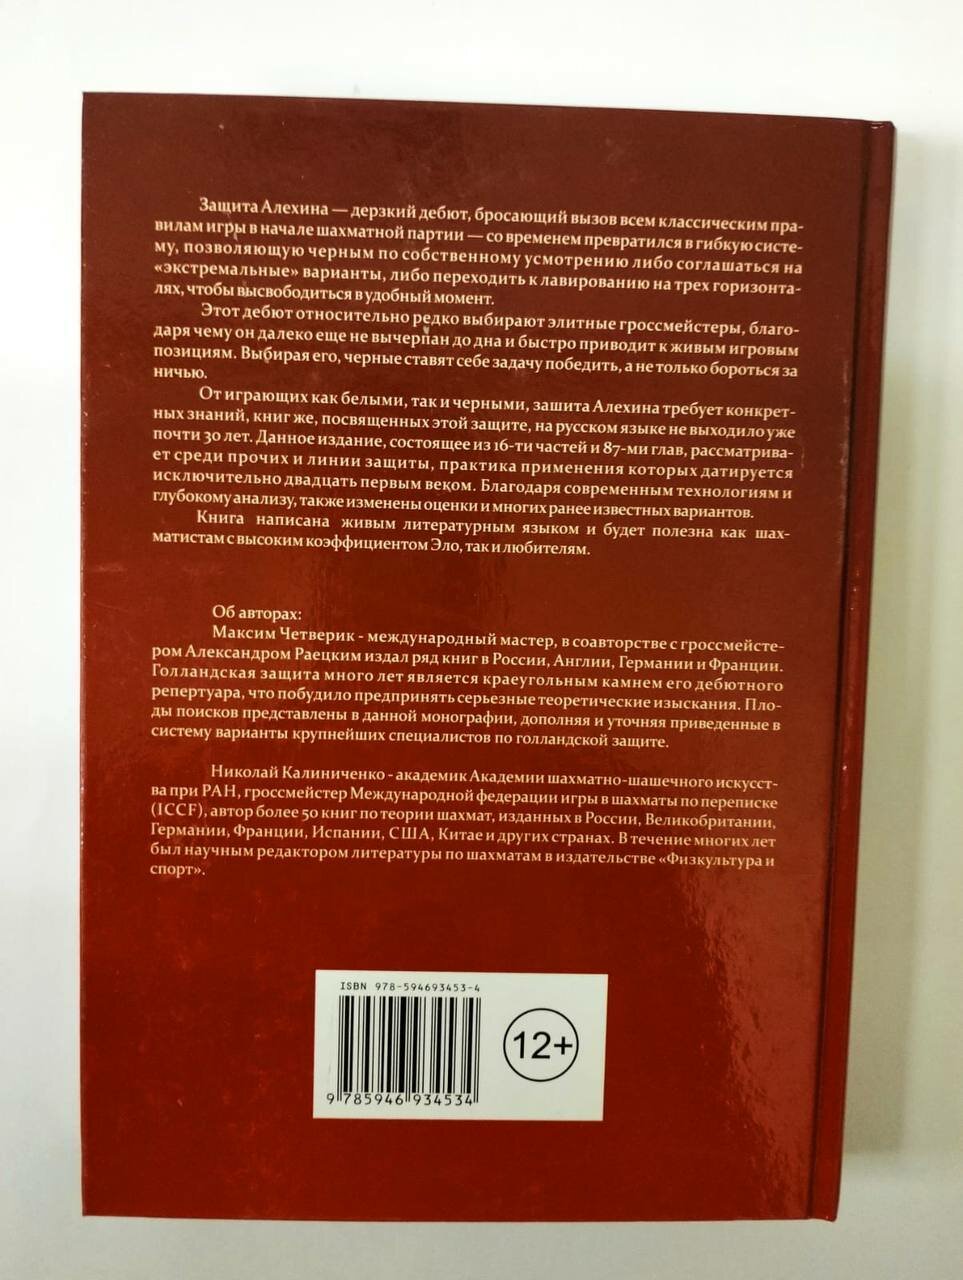 Защита Алехина — дерзкий дебют, бросающий вызов всем классическим пра-
вилам игры в начале шахматной партии — со временем превратился в гибкую систе-
му, позволяющую черным по собственному усмотрению либо соглашаться на
«экстремальные» варианты, либо переходить к лавированию на трех горизонта-
лях, чтобы высвободиться в удобный момент.
Этот дебют относительно редко выбирают элитные гроссмейстеры, благо-
даря чему он далеко еще не вычерпан до дна и быстро приводит к живым игровым
позициям. Выбирая его, черные ставят себе задачу победить, а не только бороться за
ничью.
От играющих как белыми, так и черными, зашита Алехина требует конкрет-
ных знаний, книг же, посвященных этой защите, на русском языке не выходило уже
почти 30 лет. Данное издание, состоящее из 16-ти частей и 87-ми глав, рассматрива-
ет среди прочих и линии защиты, практика применения которых датируется
исключительно двадцать первым веком. Благодаря современным технологиям и
глубокому анализу, также изменены оценки и многих ранее известных вариантов.
Книга написана живым литературным языком и будет полезна как шах-
матистам с высоким коэффициентом Эло, так и любителям.
Об авторах:
Максим Четверик - международный мастер, в соавторстве с гроссмейсте-
ром Александром Раецким издал ряд книг в России, Англии, Германии и Франции.
Голландская защита много лет является краеугольным камнем его дебютного
репертуара, что побудило предпринять серьезные теоретические изыскания. Пло-
ды поисков представлены в данной монографии, дополняя и уточняя приведенные в
систему варианты крупнейших специалистов по голландской защите.
Николай Калиниченко - академик Академии шахматно-шашечного искусст-
ва при РАН, гроссмейстер Международной федерации игры в шахматы по переписке
(ICCF), автор более 50 книг по теории шахмат, изданных в России, Великобритании,
Германии, Франции, Испании, США, Китае и других странах. В течение многих лет
был научным редактором литературы по шахматам в издательстве «Физкультура и
спорт».
ISBN 978-594693453-4
9 785946 934534
12+